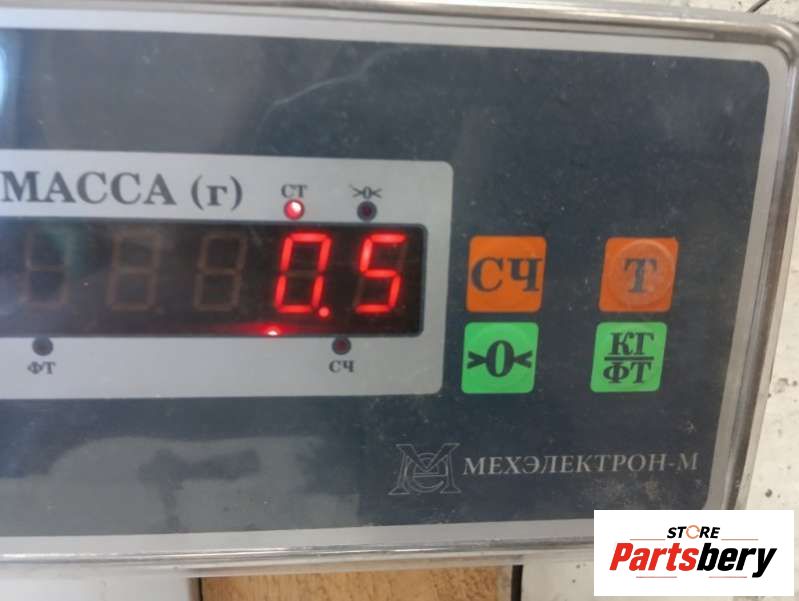 МАССА (г)
СТ
>0<
0.5
ФТ
СЧ
СЧ
Т
>0<
КГ
ФТ
МЕХЭЛЕКТРОН-М
STORE
Partsbery